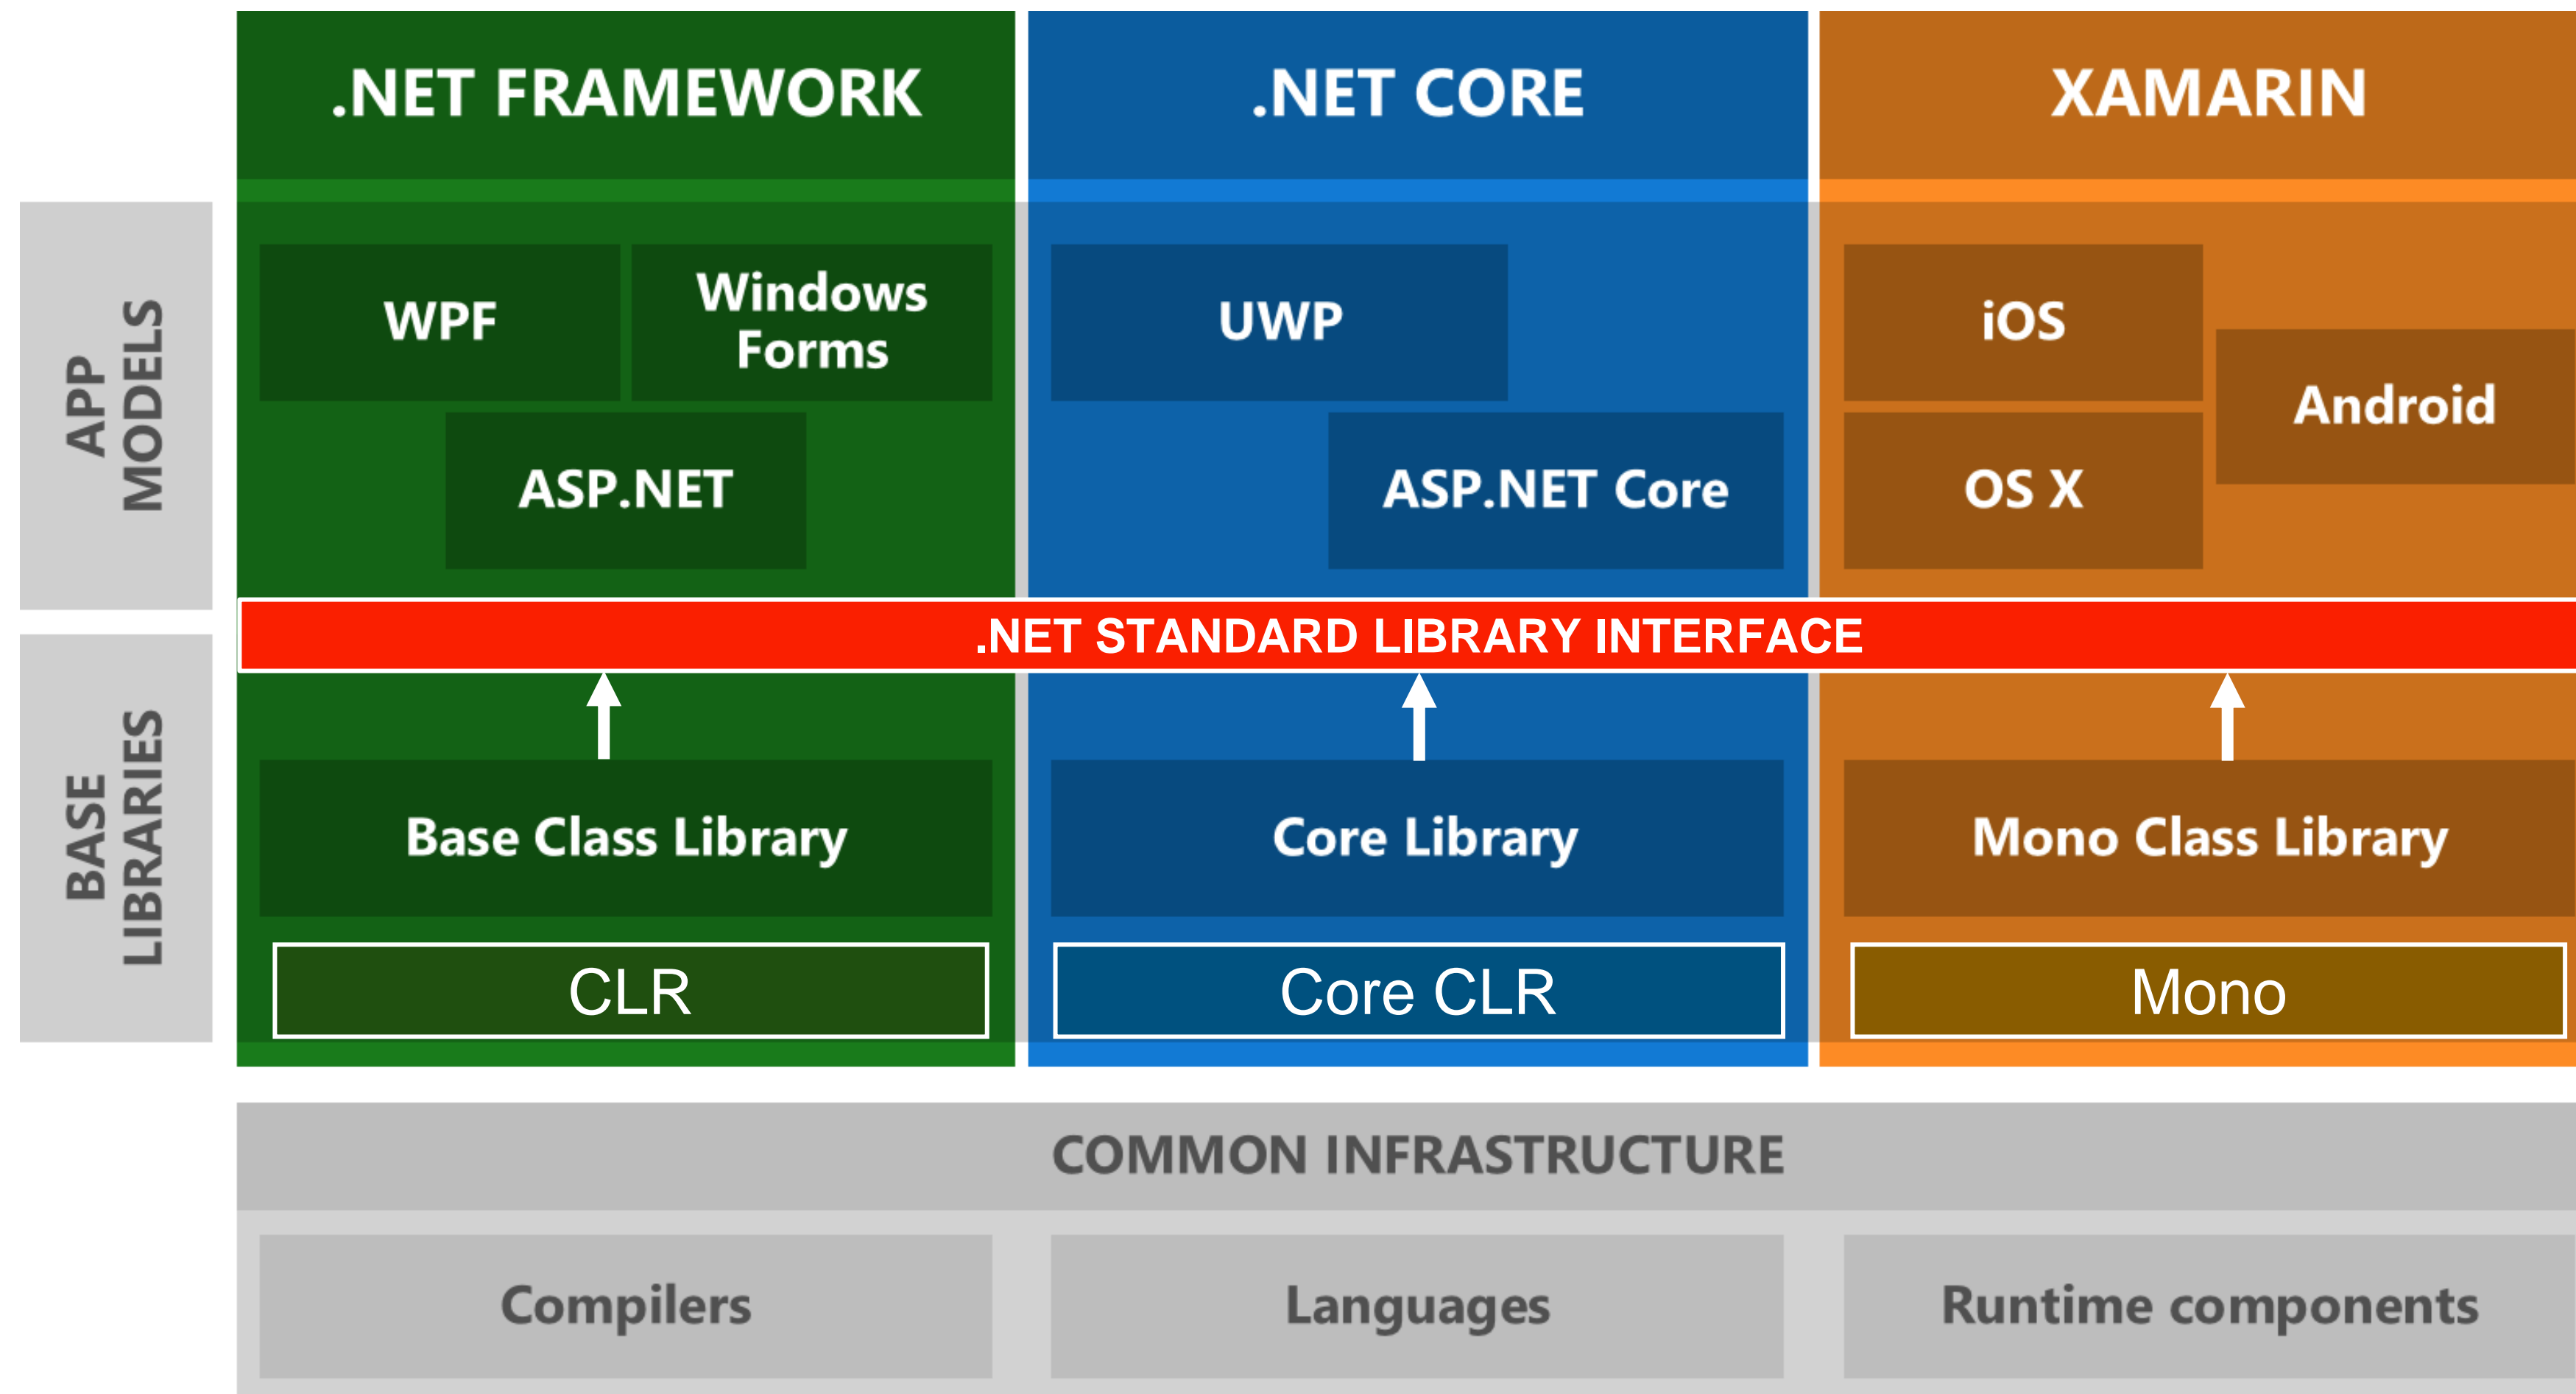 .NET FRAMEWORK
.NET CORE
XAMARIN
APP
MODELS
WPF
Windows
Forms
ASP.NET
UWP
ASP.NET Core
iOS
Android
OS X
.NET STANDARD LIBRARY INTERFACE
BASE
LIBRARIES
Base Class Library
Core Library
Mono Class Library
CLR
Core CLR
Mono
COMMON INFRASTRUCTURE
Compilers
Languages
Runtime components